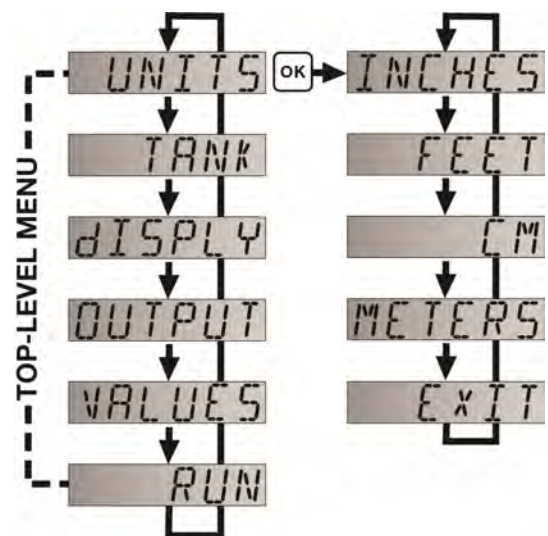 TOP-LEVEL MENU
UNITS
TANK
dISPLY
OUTPUT
VALUES
RUN
OK
INCHES
FEET
CM
METERS
ExIT